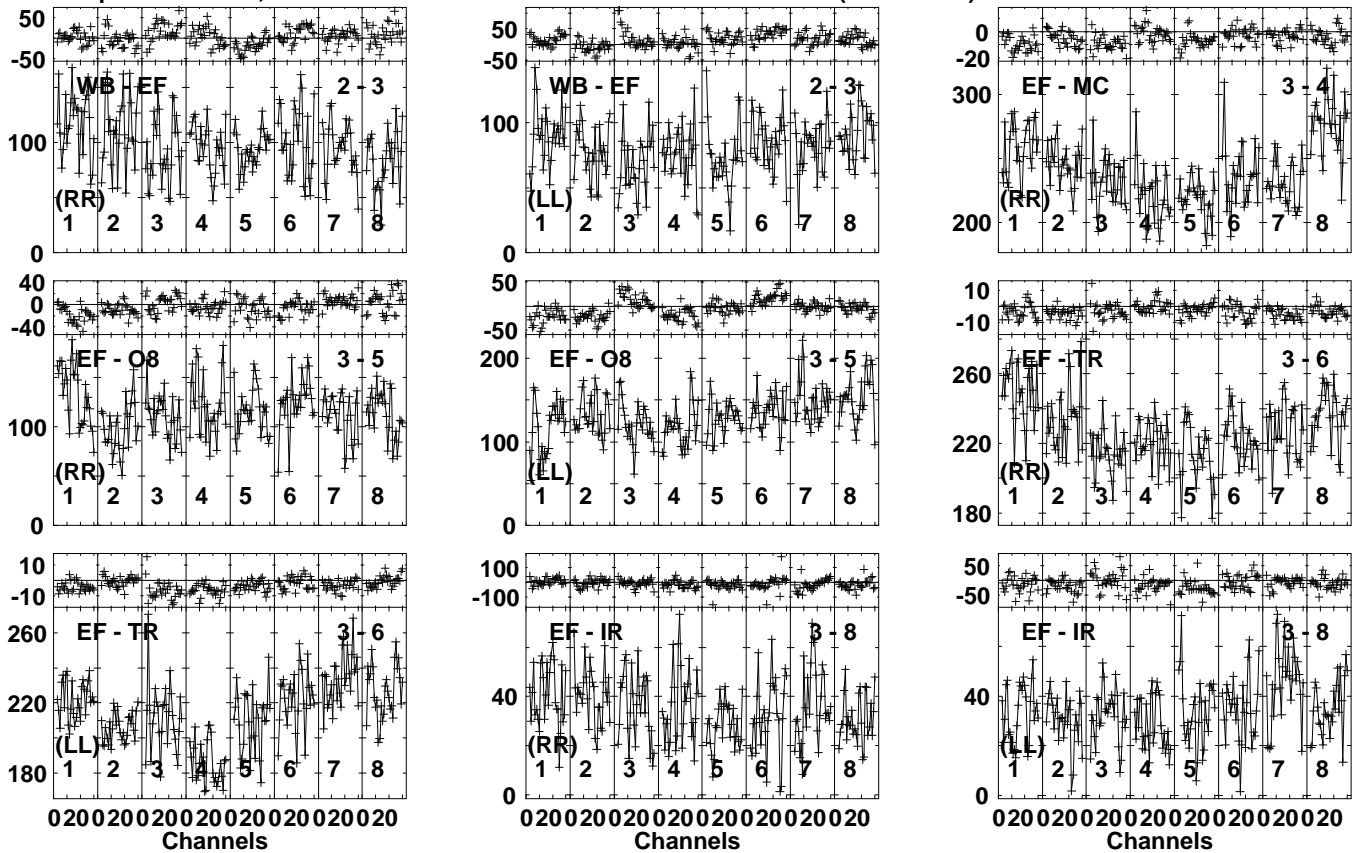 50
-50
WB - EF 2 - 3
100
(RR)
1 2 3 4 5 6 7 8
0
50
-50
WB - EF 2 - 3
100
(LL)
1 2 3 4 5 6 7 8
0
0
-20
300
EF - MC 3 - 4
200
(RR)
1 2 3 4 5 6 7 8
40
0
-40
EF - O8 3 - 5
100
(RR)
1 2 3 4 5 6 7 8
0
50
-50
200
EF - O8 3 - 5
100
(LL)
1 2 3 4 5 6 7 8
0
10
-10
260
EF - TR 3 - 6
220
(RR)
1 2 3 4 5 6 7 8
180
10
-10
260
EF - TR 3 - 6
220
(LL)
180
1 2 3 4 5 6 7 8
020020020020020020020020
Channels
100
-100
EF - IR 3 - 8
40
(RR)
1 2 3 4 5 6 7 8
0
020020020020020020020020
Channels
50
-50
EF - IR 3 - 8
40
(LL)
1 2 3 4 5 6 7 8
0
020020020020020020020020
Channels